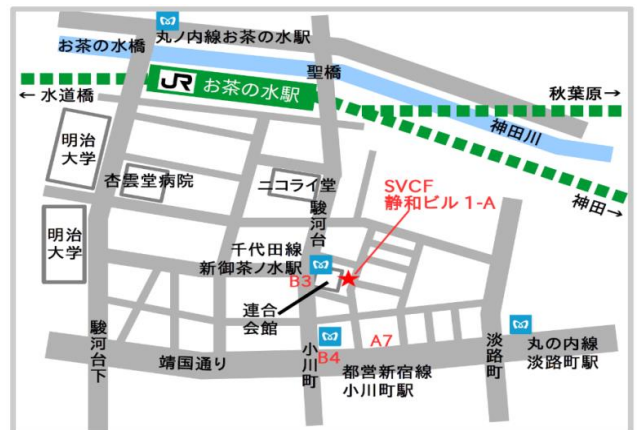 丸ノ内線お茶の水駅
お茶の水橋
聖橋
JR お茶の水駅
← 水道橋
秋葉原→
神田川
明治
大学
杏雲堂病院
ニコライ堂
SVCF
静和ビル 1-A
神田→
駿河台
明治
大学
千代田線
新御茶ノ水駅
B3
連合
会館
駿河台下
靖国通り
小川町
B4
A7
都営新宿線
小川町駅
淡路町
丸の内線
淡路町駅